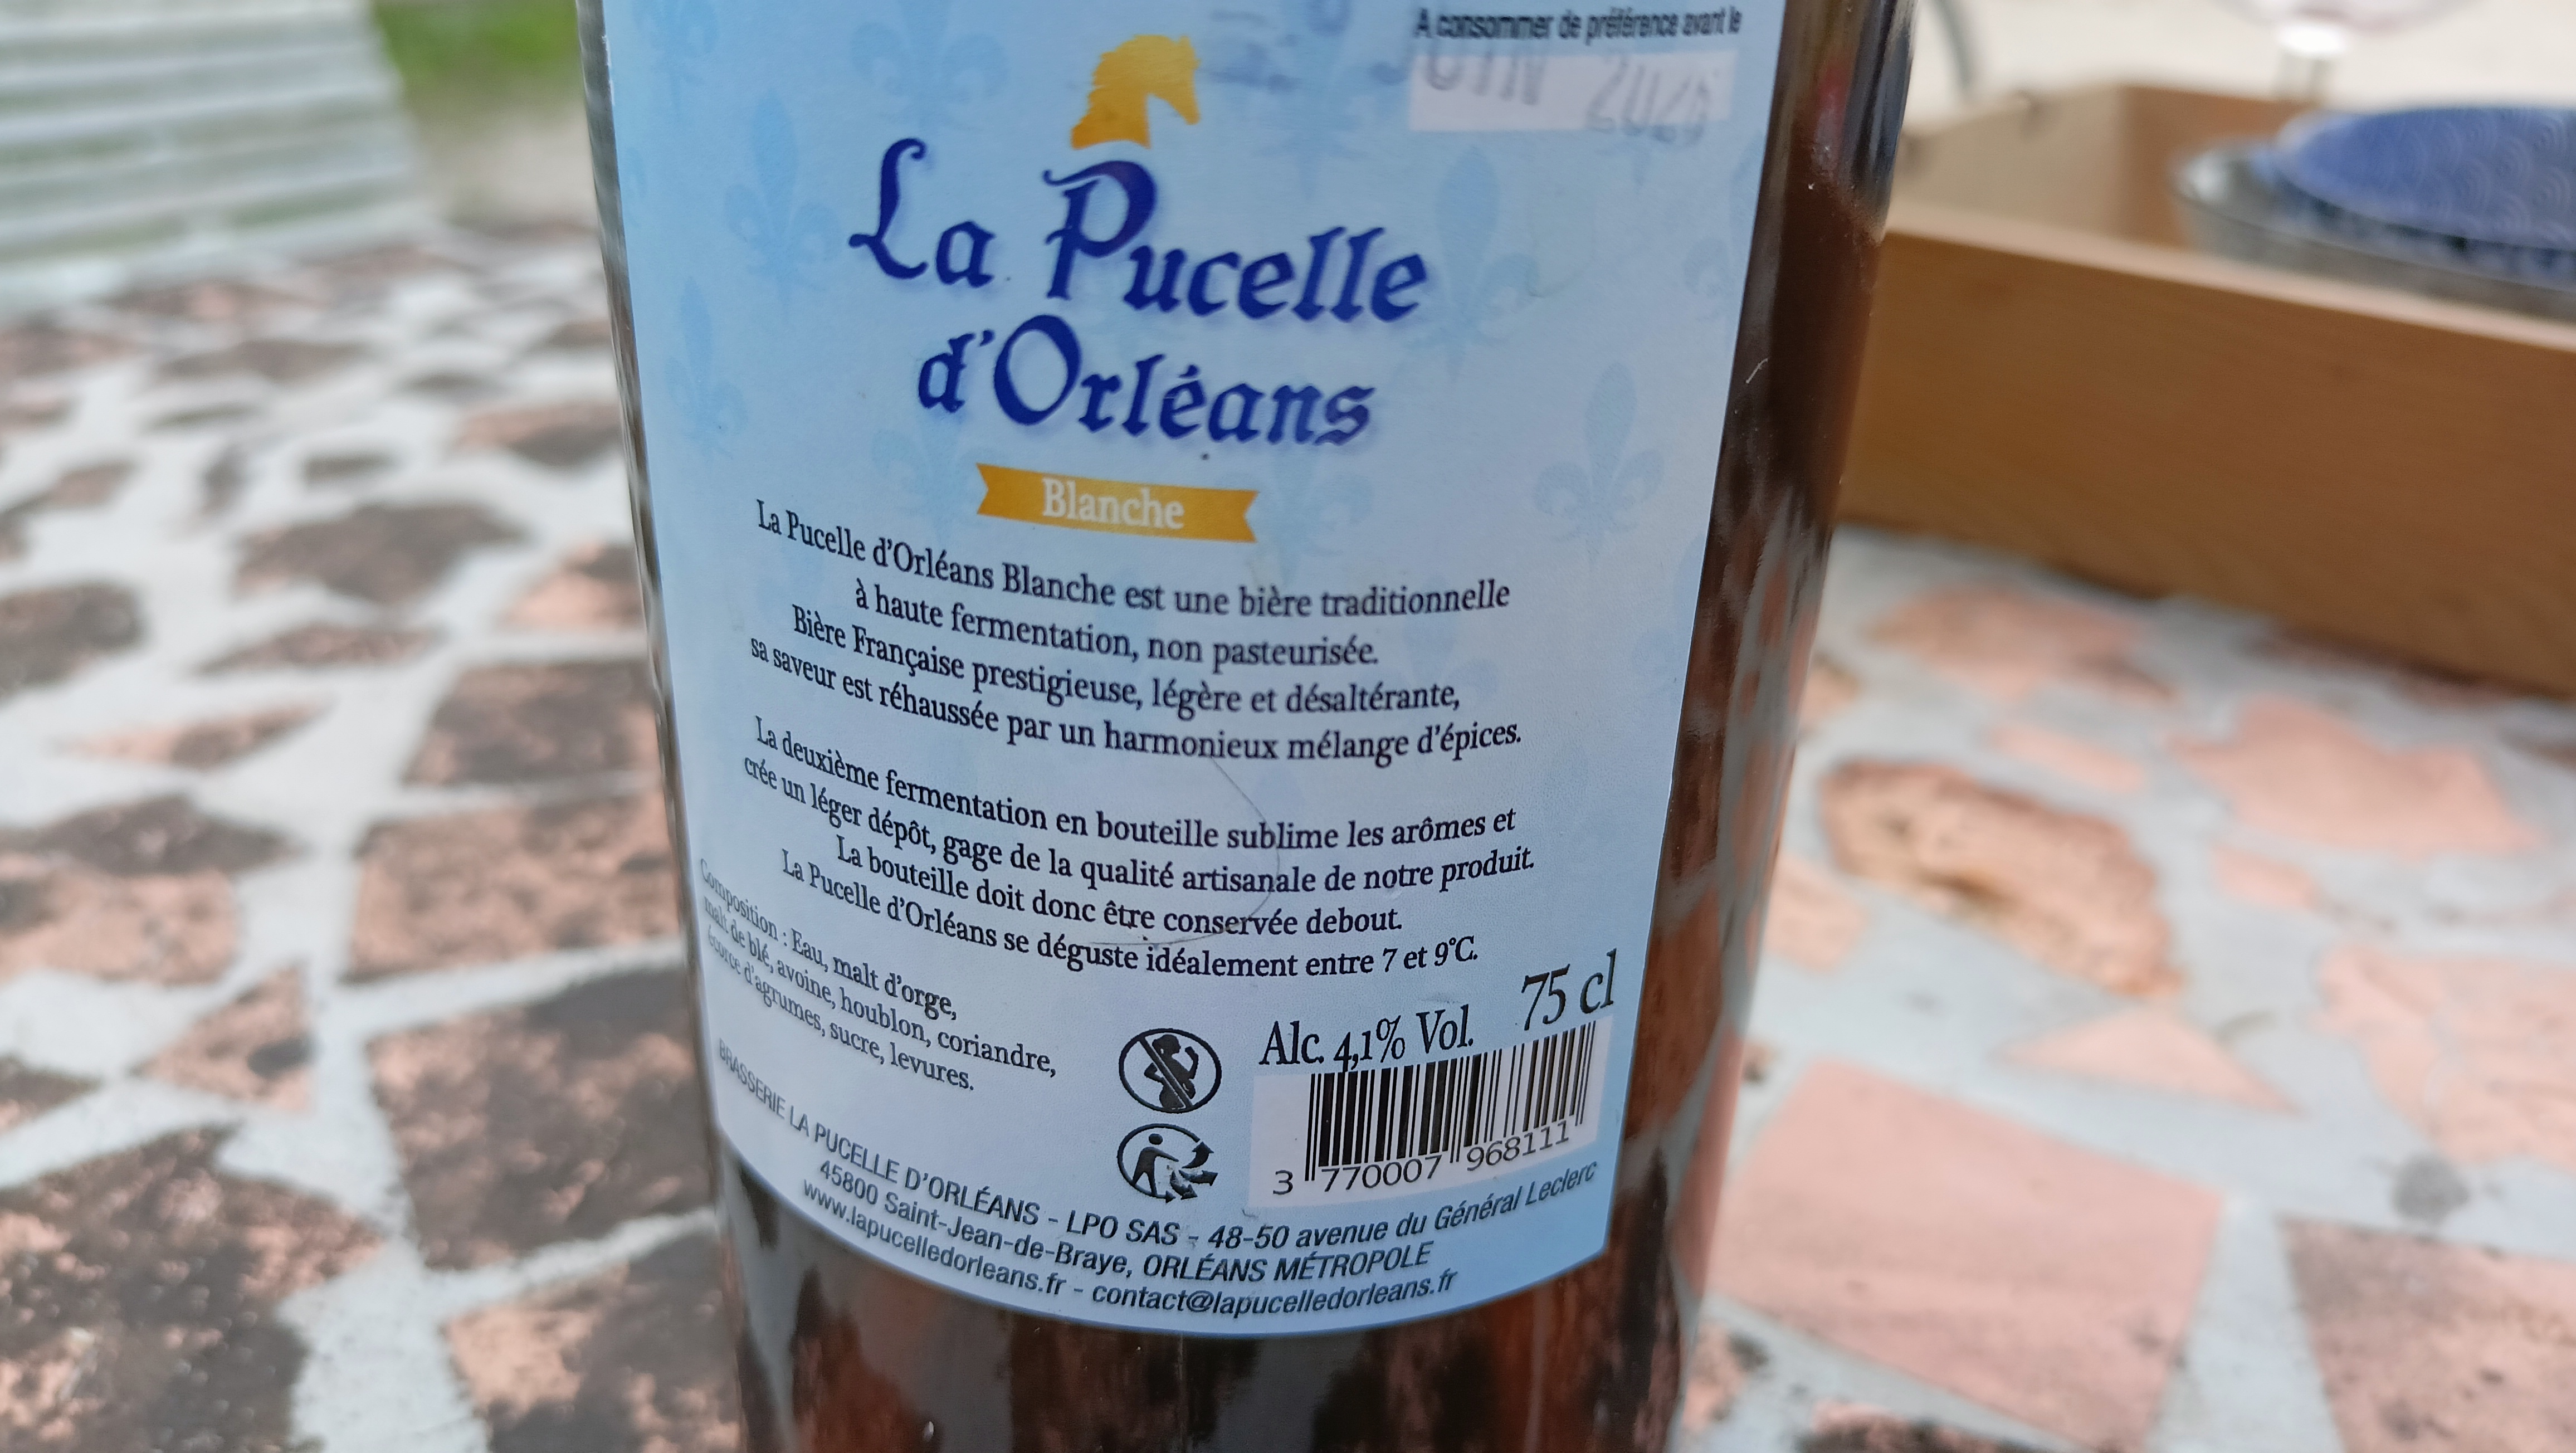 A consommer de préférence avant le
La Pucelle
d'Orléans
Blanche
La Pucelle d'Orléans Blanche est une bière traditionnelle
à haute fermentation, non pasteurisée.
Bière Française prestigieuse, légère et désaltérante,
sa saveur est réhaussée par un harmonieux mélange d'épices.
La deuxième fermentation en bouteille sublime les arômes et
crée un léger dépôt, gage de la qualité artisanale de notre produit.
La bouteille doit donc être conservée debout.
La Pucelle d'Orléans se déguste idéalement entre 7 et 9°C.
Composition : Eau, malt d'orge,
malt de blé, avoine, houblon, coriandre,
écorce d'agrumes, sucre, levures.
Alc. 4,1% Vol. 75 cl
3 770007 968111
BRASSERIE LA PUCELLE D'ORLÉANS - LPO SAS - 48-50 avenue du Général Leclerc
45800 Saint-Jean-de-Braye, ORLÉANS MÉTROPOLE
www.lapucelledorleans.fr - contact@lapucelledorleans.fr